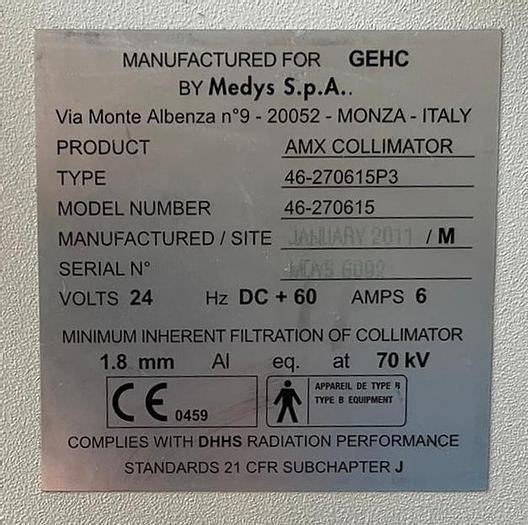 MANUFACTURED FOR GEHC
BY Medys S.p.A..
Via Monte Albenza n°9 - 20052 - MONZA - ITALY
PRODUCT AMX COLLIMATOR
TYPE 46-270615P3
MODEL NUMBER 46-270615
MANUFACTURED / SITE JANUARY 2011 / M
SERIAL N° MDYS 6092
VOLTS 24 Hz DC + 60 AMPS 6
MINIMUM INHERENT FILTRATION OF COLLIMATOR
1.8 mm Al eq. at 70 kV
CE 0459
APPAREIL DE TYPE B
TYPE B EQUIPMENT
COMPLIES WITH DHHS RADIATION PERFORMANCE
STANDARDS 21 CFR SUBCHAPTER J